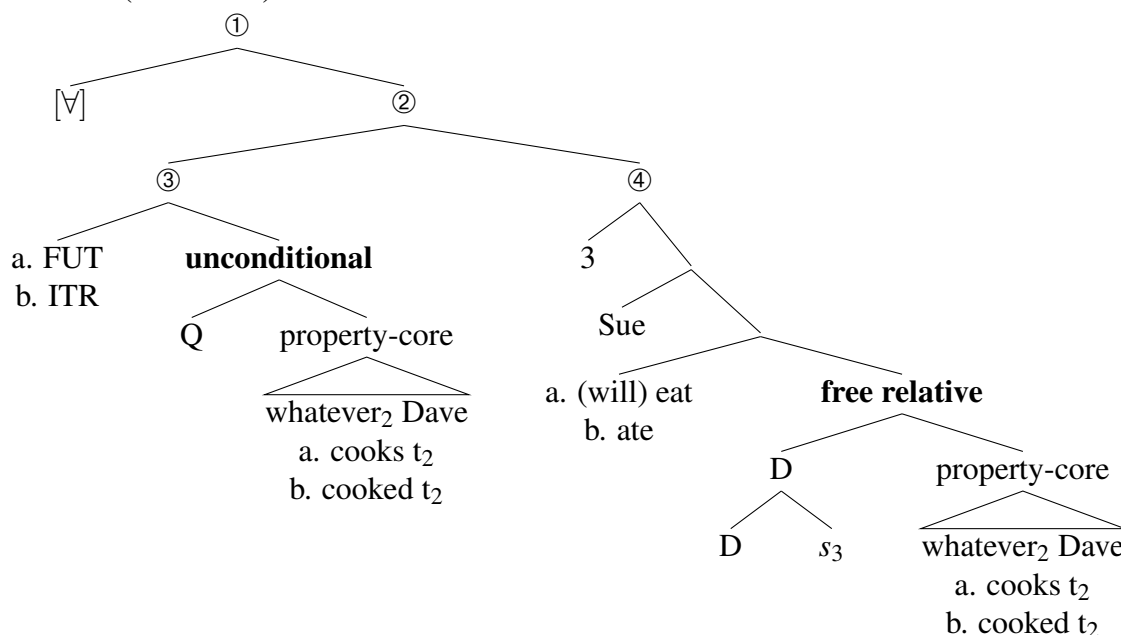 ①
[∀]
②
③
④
a. FUT
b. ITR
unconditional
3
Q
property-core
Sue
whatever₂ Dave
a. cooks t₂
b. cooked t₂
a. (will) eat
b. ate
free relative
D
property-core
D
s₃
whatever₂ Dave
a. cooks t₂
b. cooked t₂